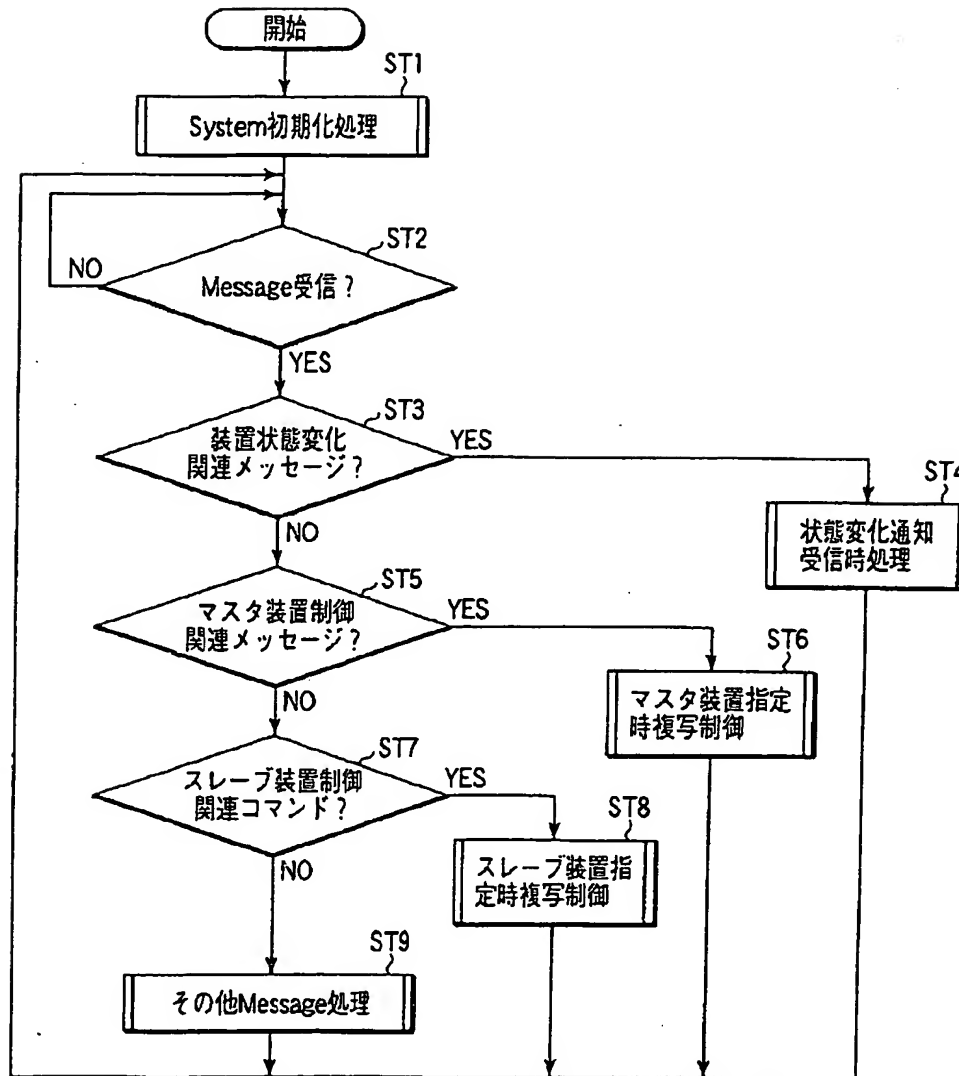 開始
ST1
System初期化処理
ST2
NO
Message受信？
YES
ST3
装置状態変化
関連メッセージ？
YES
ST4
状態変化通知
受信時処理
NO
ST5
マスタ装置制御
関連メッセージ？
YES
ST6
マスタ装置指定
時複写制御
NO
ST7
スレーブ装置制御
関連コマンド？
YES
ST8
スレーブ装置指
定時複写制御
NO
ST9
その他Message処理